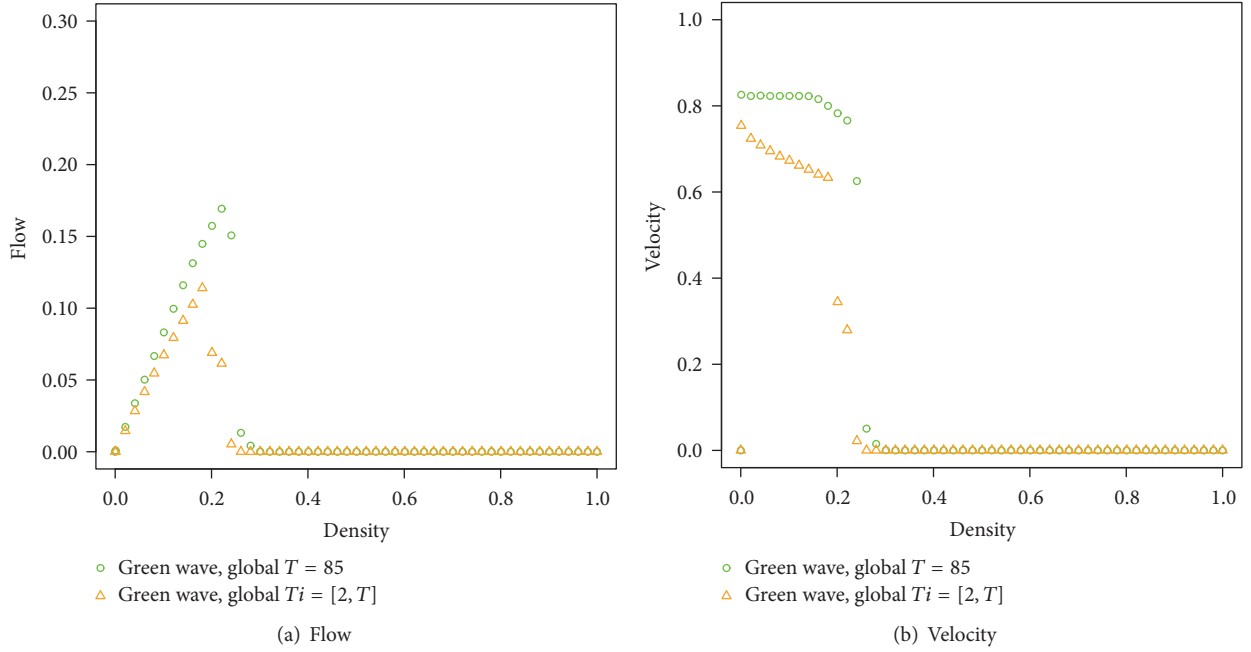 0.30
0.25
0.20
0.15
0.10
0.05
0.00
Flow
0.0 0.2 0.4 0.6 0.8 1.0
Density
Green wave, global T = 85
Green wave, global Ti = [2, T]
(a) Flow
1.0
0.8
0.6
0.4
0.2
0.0
Velocity
0.0 0.2 0.4 0.6 0.8 1.0
Density
Green wave, global T = 85
Green wave, global Ti = [2, T]
(b) Velocity